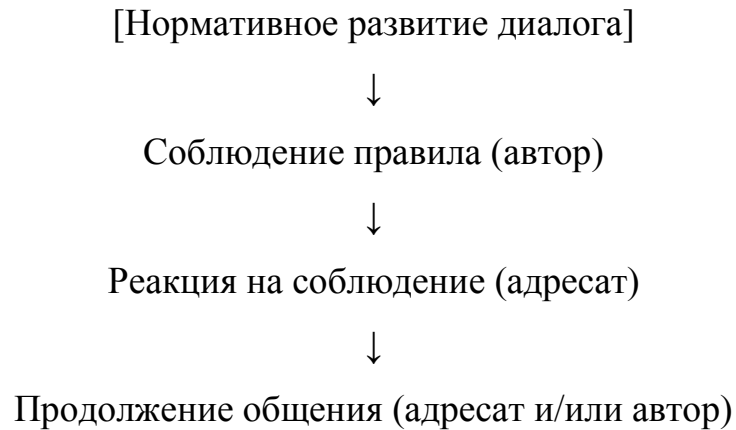 [Нормативное развитие диалога]
↓
Соблюдение правила (автор)
↓
Реакция на соблюдение (адресат)
↓
Продолжение общения (адресат и/или автор)